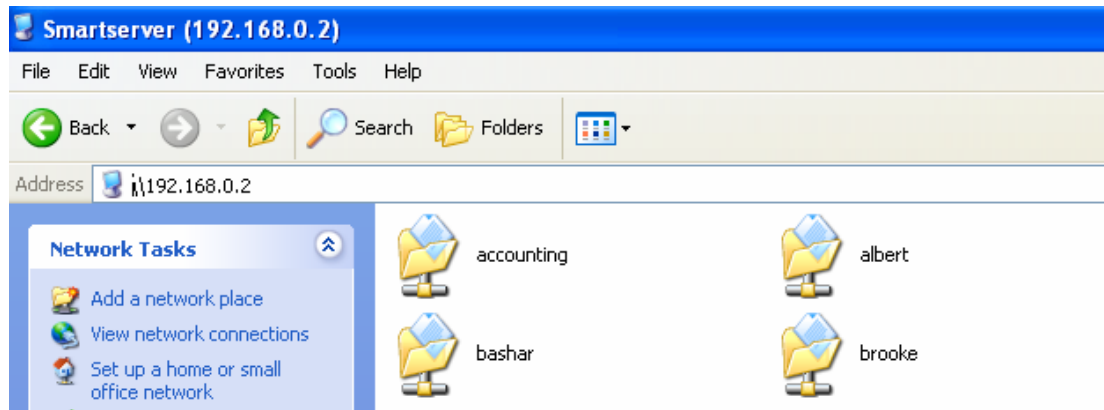 Smartserver (192.168.0.2)
File Edit View Favorites Tools Help
Back Search Folders
Address \\192.168.0.2
Network Tasks
accounting albert
Add a network place
View network connections
bashar brooke
Set up a home or small
office network